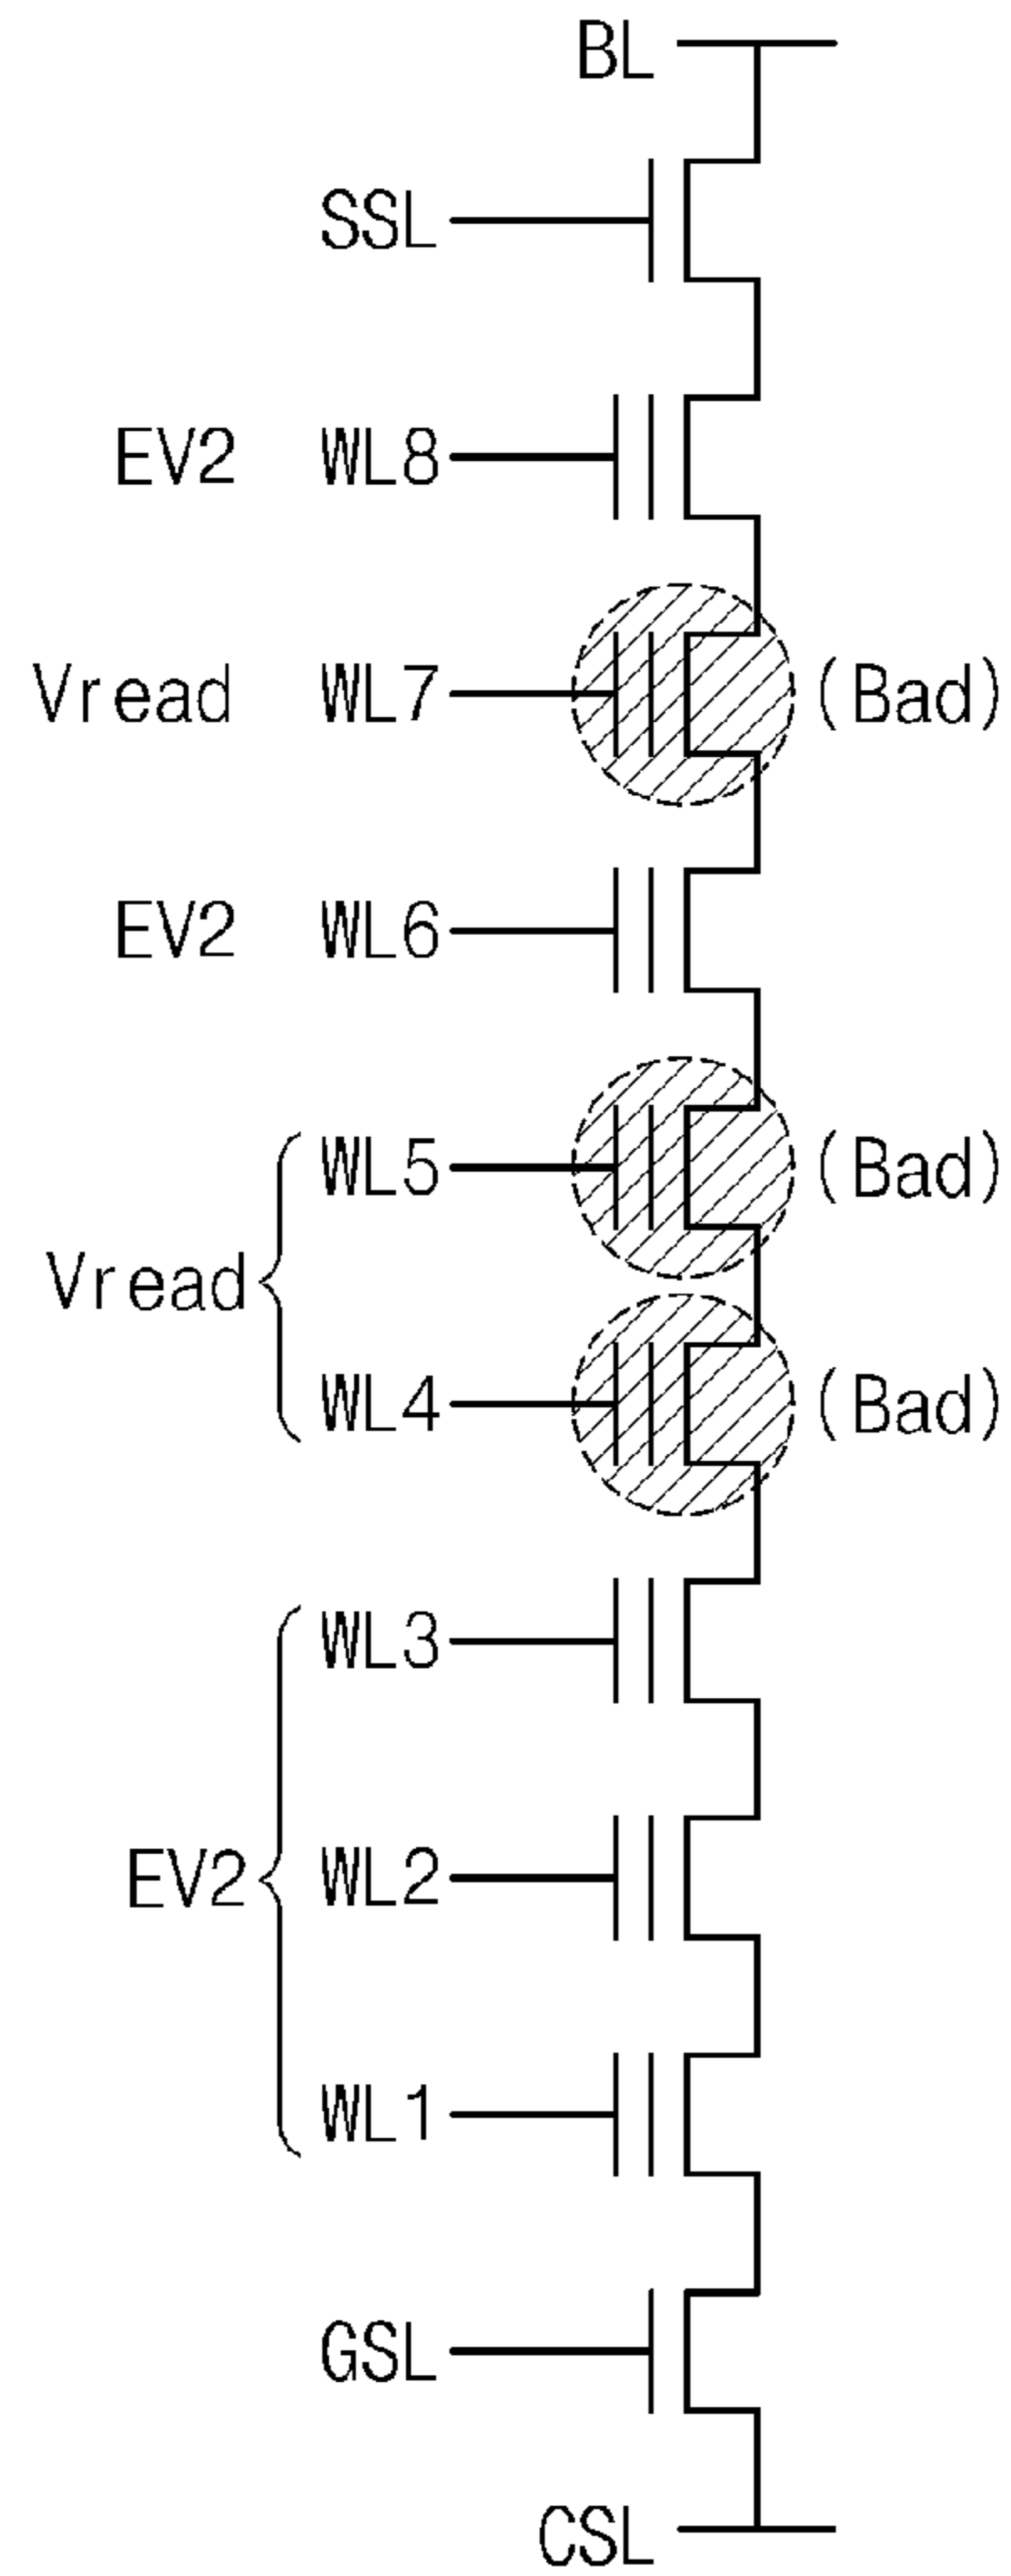 BL
SSL
EV2 WL8
Vread WL7 (Bad)
EV2 WL6
WL5 (Bad)
Vread
WL4 (Bad)
WL3
EV2 WL2
WL1
GSL
CSL